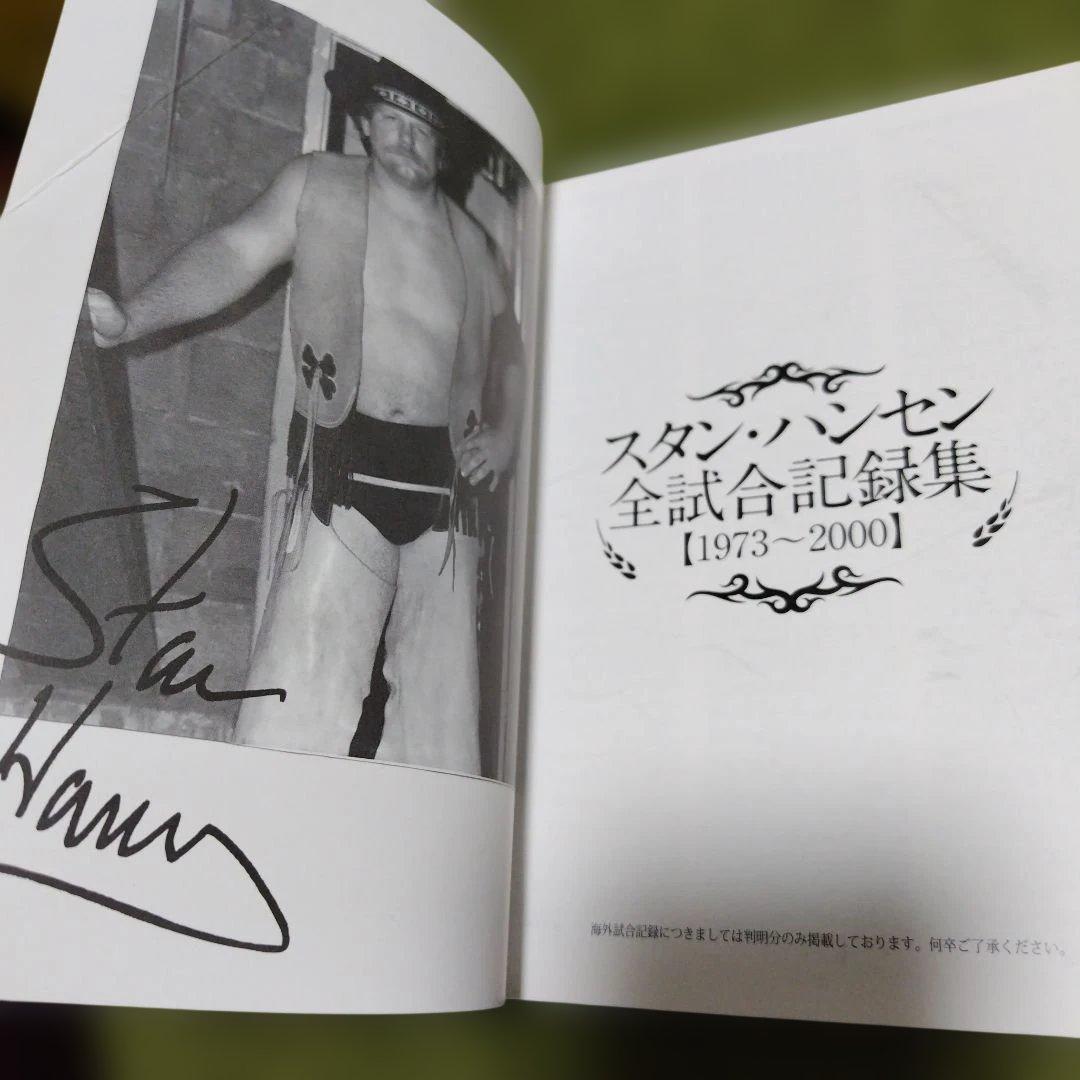 Stan
Hansen
スタン・ハンセン
全試合記録集
【1973～2000】
海外試合記録につきましては判明分のみ掲載しております。何卒ご了承ください。